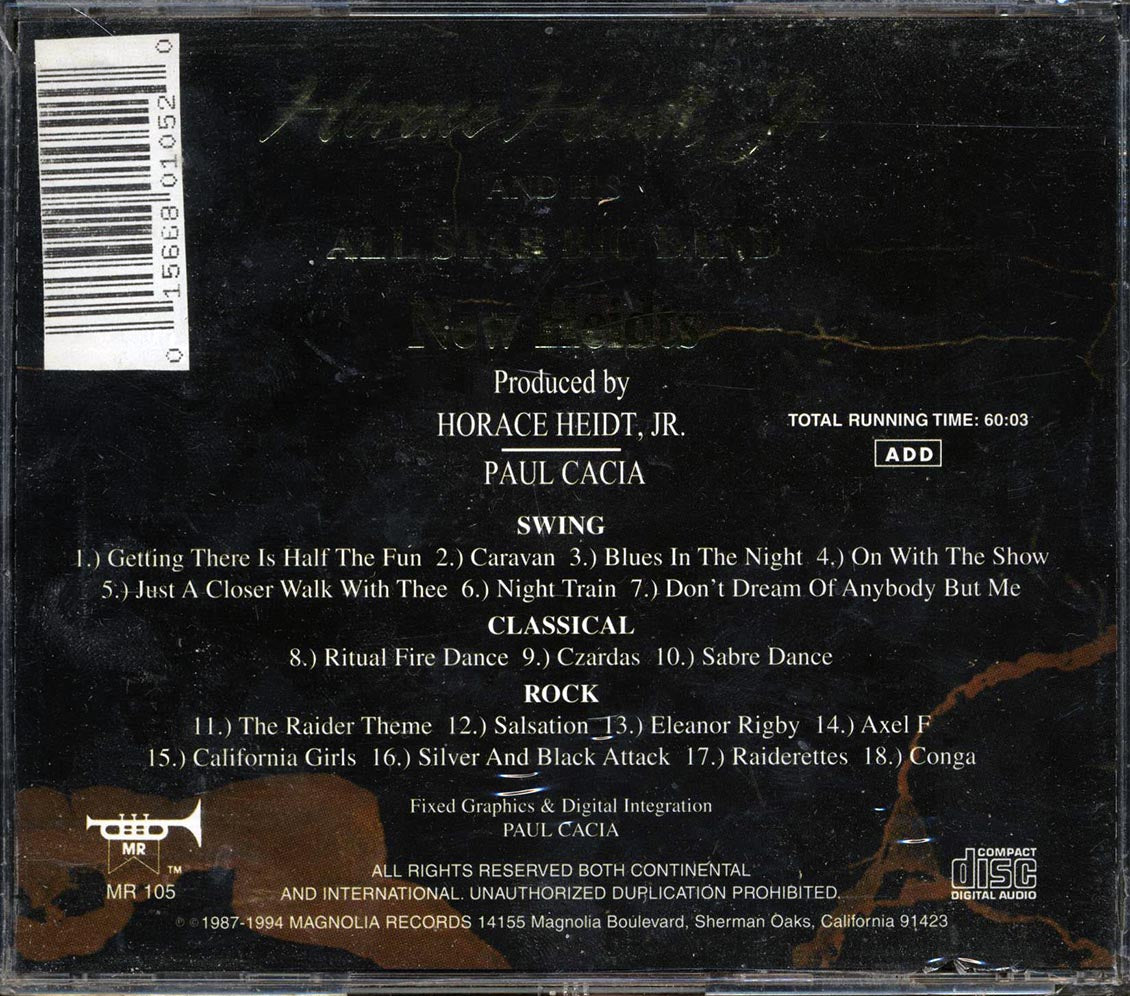 0 15668 01052 0
Horace Heidt, Jr.
AND HIS
ALL STAR BIG BAND
New Heidts
Produced by
HORACE HEIDT, JR.
PAUL CACIA
TOTAL RUNNING TIME: 60:03
ADD
SWING
1.) Getting There Is Half The Fun 2.) Caravan 3.) Blues In The Night 4.) On With The Show
5.) Just A Closer Walk With Thee 6.) Night Train 7.) Don't Dream Of Anybody But Me
CLASSICAL
8.) Ritual Fire Dance 9.) Czardas 10.) Sabre Dance
ROCK
11.) The Raider Theme 12.) Salsation 13.) Eleanor Rigby 14.) Axel F
15.) California Girls 16.) Silver And Black Attack 17.) Raiderettes 18.) Conga
Fixed Graphics & Digital Integration
PAUL CACIA
MR ™
MR 105
ALL RIGHTS RESERVED BOTH CONTINENTAL
AND INTERNATIONAL. UNAUTHORIZED DUPLICATION PROHIBITED.
℗ © 1987-1994 MAGNOLIA RECORDS 14155 Magnolia Boulevard, Sherman Oaks, California 91423
COMPACT
disc
DIGITAL AUDIO